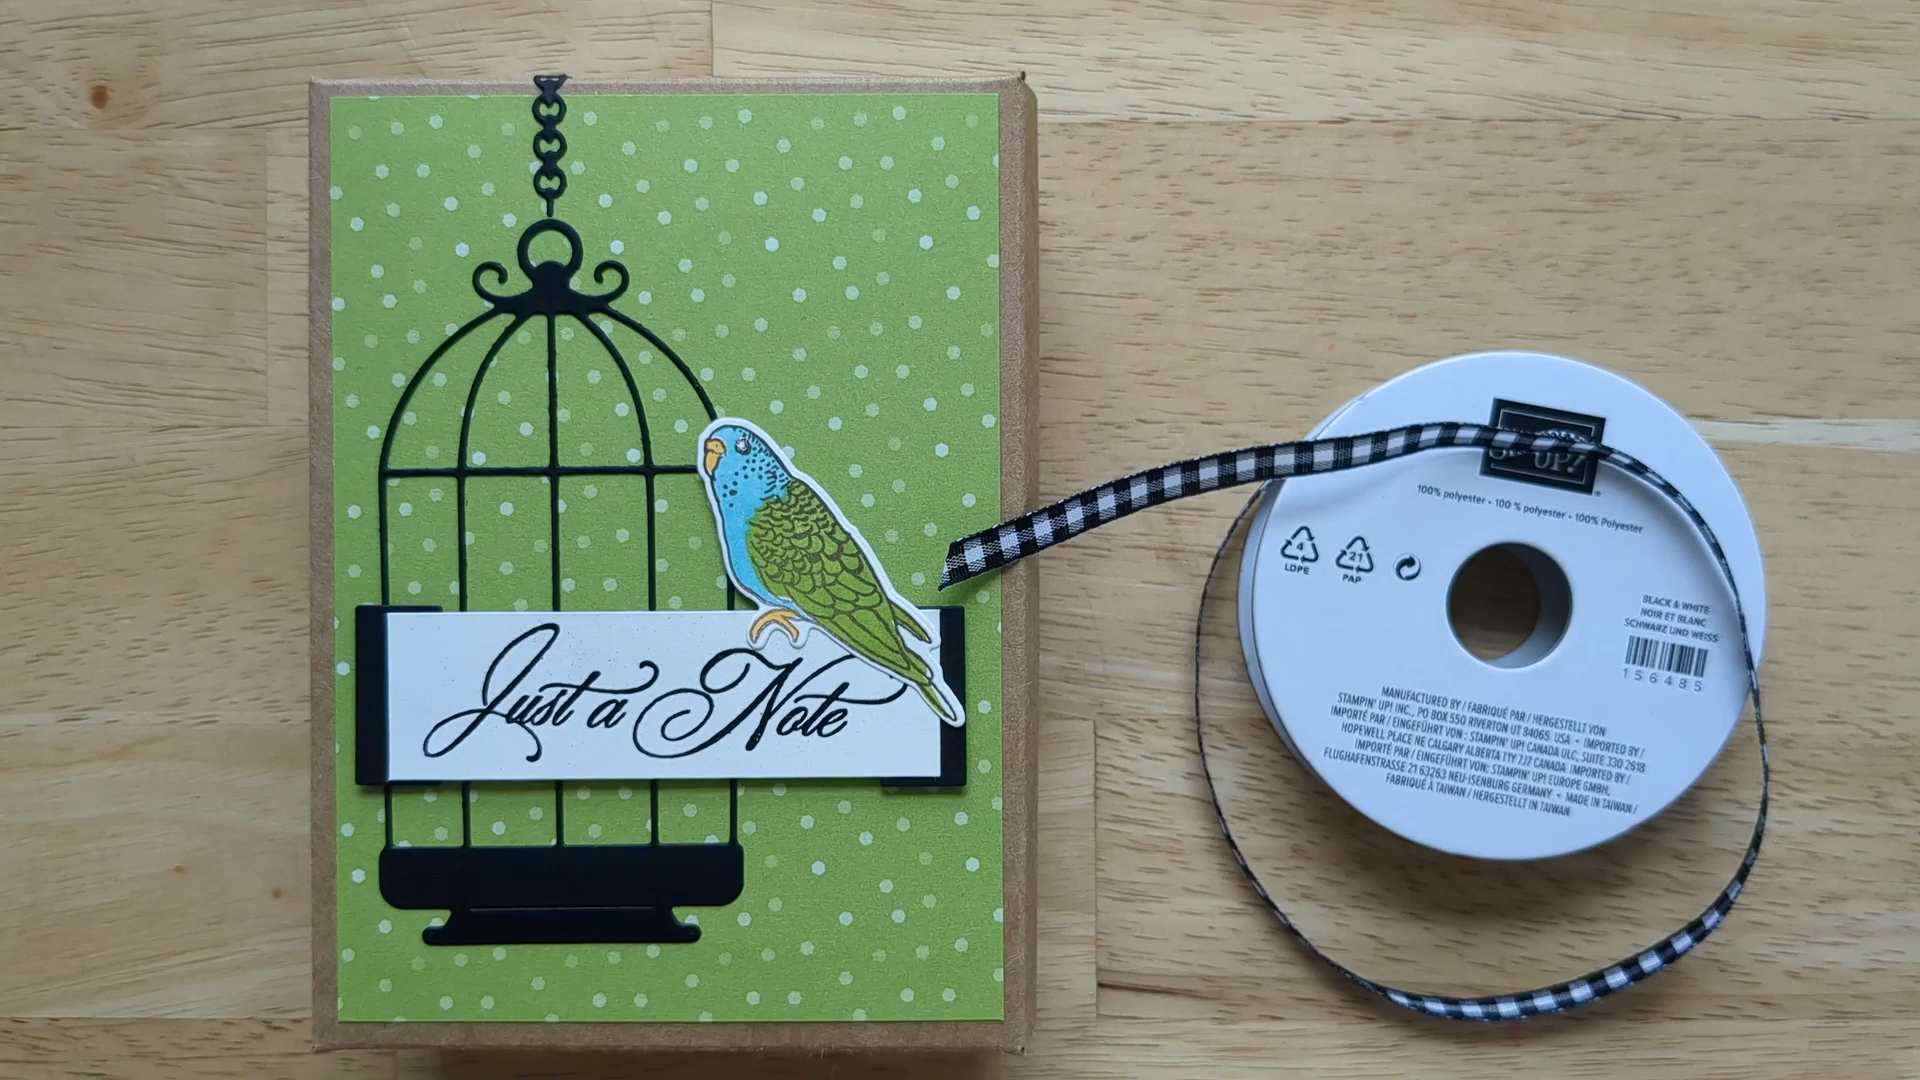 Just a Note
UP!
100% polyester • 100 % polyester • 100% Polyester
4
LDPE
21
PAP
BLACK & WHITE
NOIR ET BLANC
SCHWARZ UND WEISS
156485
MANUFACTURED BY / FABRIQUÉ PAR / HERGESTELLT VON
STAMPIN' UP! INC., PO BOX 550 RIVERTON UT 84065 USA • IMPORTED BY /
IMPORTÉ PAR / EINGEFÜHRT VON : STAMPIN' UP! CANADA ULC, SUITE 330 2618
HOPEWELL PLACE NE CALGARY ALBERTA T1Y 7J7 CANADA IMPORTED BY /
IMPORTÉ PAR / EINGEFÜHRT VON: STAMPIN' UP! EUROPE GMBH,
FLUGHAFENSTRASSE 21 63263 NEU-ISENBURG GERMANY • MADE IN TAIWAN /
FABRIQUÉ À TAIWAN / HERGESTELLT IN TAIWAN